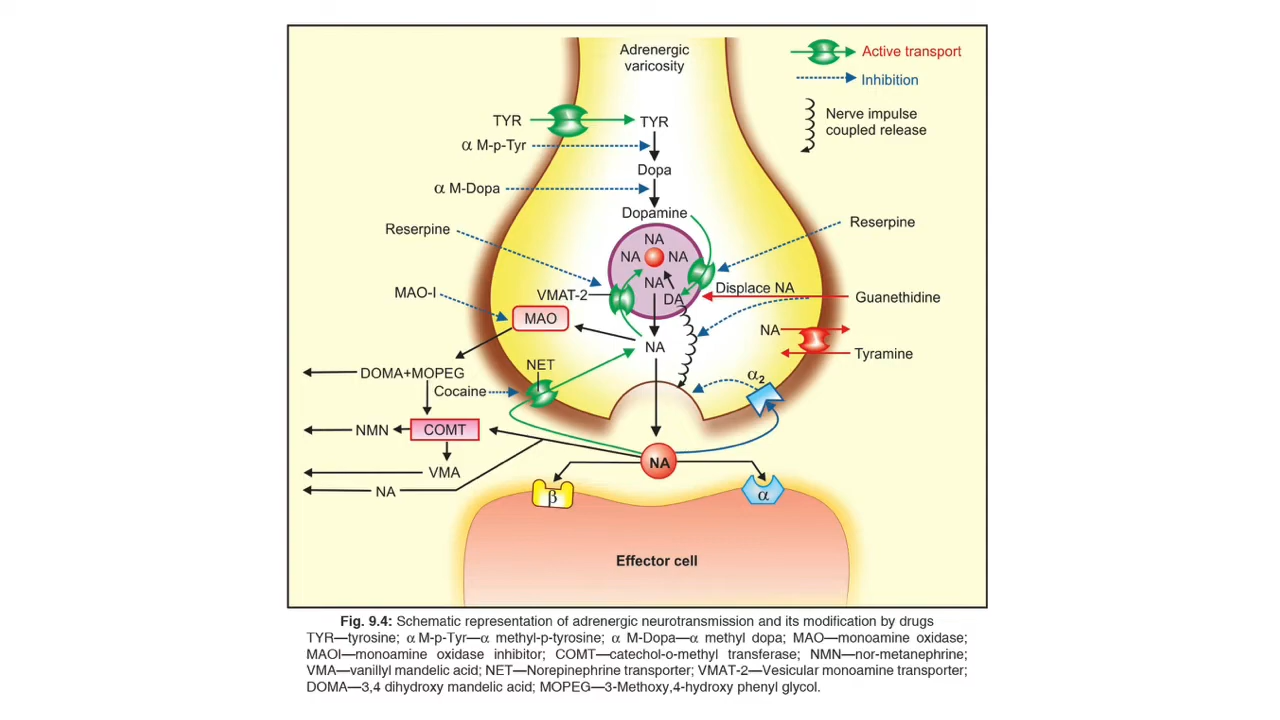 Adrenergic
varicosity
Active transport
Inhibition
Nerve impulse
coupled release
TYR
TYR
α M-p-Tyr
Dopa
α M-Dopa
Dopamine
Reserpine
Reserpine
NA
NA
NA
NA
DA
VMAT-2
Displace NA
Guanethidine
MAO-I
MAO
NA
NA
Tyramine
DOMA+MOPEG
NET
α2
Cocaine
NMN
COMT
VMA
NA
NA
β
α
Effector cell
Fig. 9.4: Schematic representation of adrenergic neurotransmission and its modification by drugs
TYR—tyrosine; α M-p-Tyr—α methyl-p-tyrosine; α M-Dopa—α methyl dopa; MAO—monoamine oxidase;
MAOI—monoamine oxidase inhibitor; COMT—catechol-o-methyl transferase; NMN—nor-metanephrine;
VMA—vanillyl mandelic acid; NET—Norepinephrine transporter; VMAT-2—Vesicular monoamine transporter;
DOMA—3,4 dihydroxy mandelic acid; MOPEG—3-Methoxy,4-hydroxy phenyl glycol.